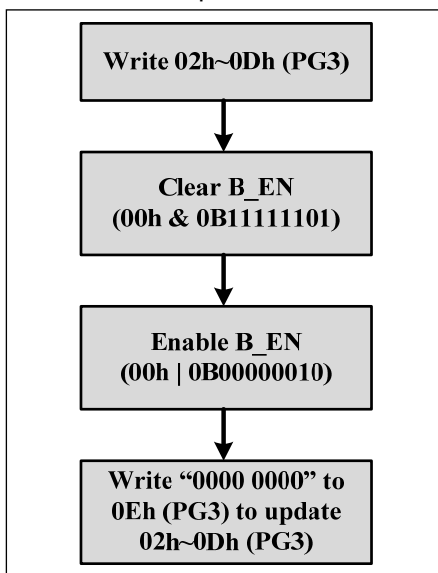 Write 02h~0Dh (PG3)
Clear B_EN
(00h & 0B11111101)
Enable B_EN
(00h | 0B00000010)
Write “0000 0000” to
0Eh (PG3) to update
02h~0Dh (PG3)